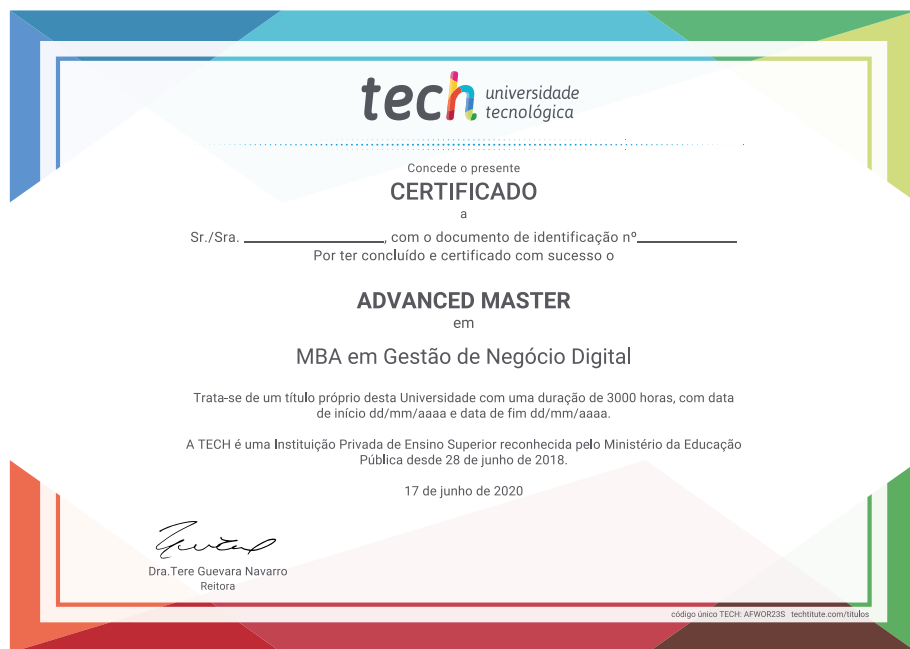 tech universidade
tecnológica
Concede o presente
CERTIFICADO
a
Sr./Sra. ________________, com o documento de identificação nº____________
Por ter concluído e certificado com sucesso o
ADVANCED MASTER
em
MBA em Gestão de Negócio Digital
Trata-se de um título próprio desta Universidade com uma duração de 3000 horas, com data
de início dd/mm/aaaa e data de fim dd/mm/aaaa.
A TECH é uma Instituição Privada de Ensino Superior reconhecida pelo Ministério da Educação
Pública desde 28 de junho de 2018.
17 de junho de 2020
Dra.Tere Guevara Navarro
Reitora
código único TECH: AFWOR23S techtitute.com/titulos